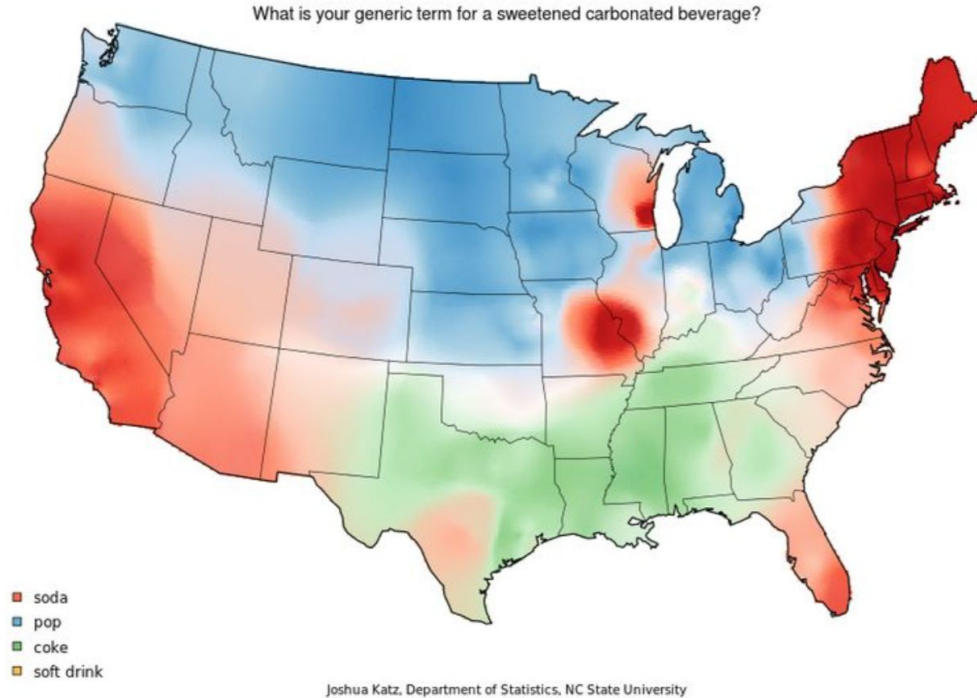 What is your generic term for a sweetened carbonated beverage?
soda
pop
coke
soft drink
Joshua Katz, Department of Statistics, NC State University